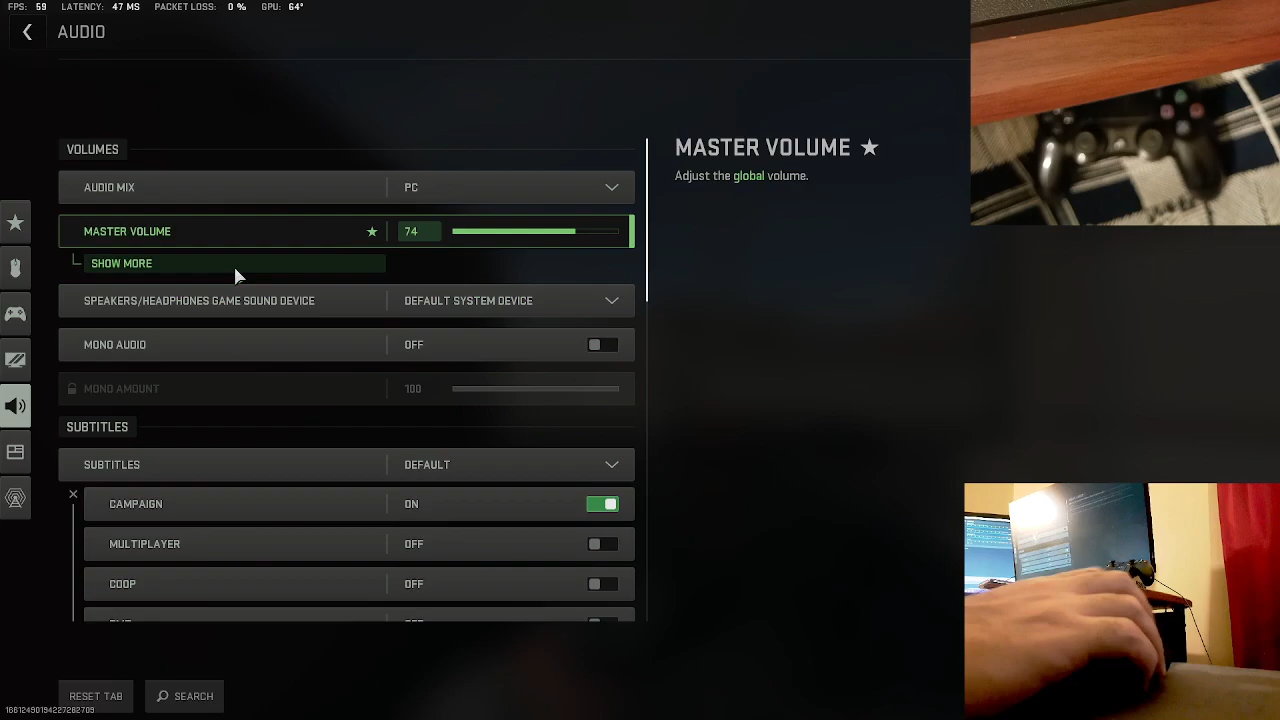 FPS: 59 LATENCY: 47 MS PACKET LOSS: 0 % GPU: 64°
AUDIO
VOLUMES
AUDIO MIX PC
MASTER VOLUME 74
SHOW MORE
SPEAKERS/HEADPHONES GAME SOUND DEVICE DEFAULT SYSTEM DEVICE
MONO AUDIO OFF
MONO AMOUNT 100
SUBTITLES
SUBTITLES DEFAULT
CAMPAIGN ON
MULTIPLAYER OFF
COOP OFF
RESET TAB SEARCH
16612490194227282709
MASTER VOLUME
Adjust the global volume.